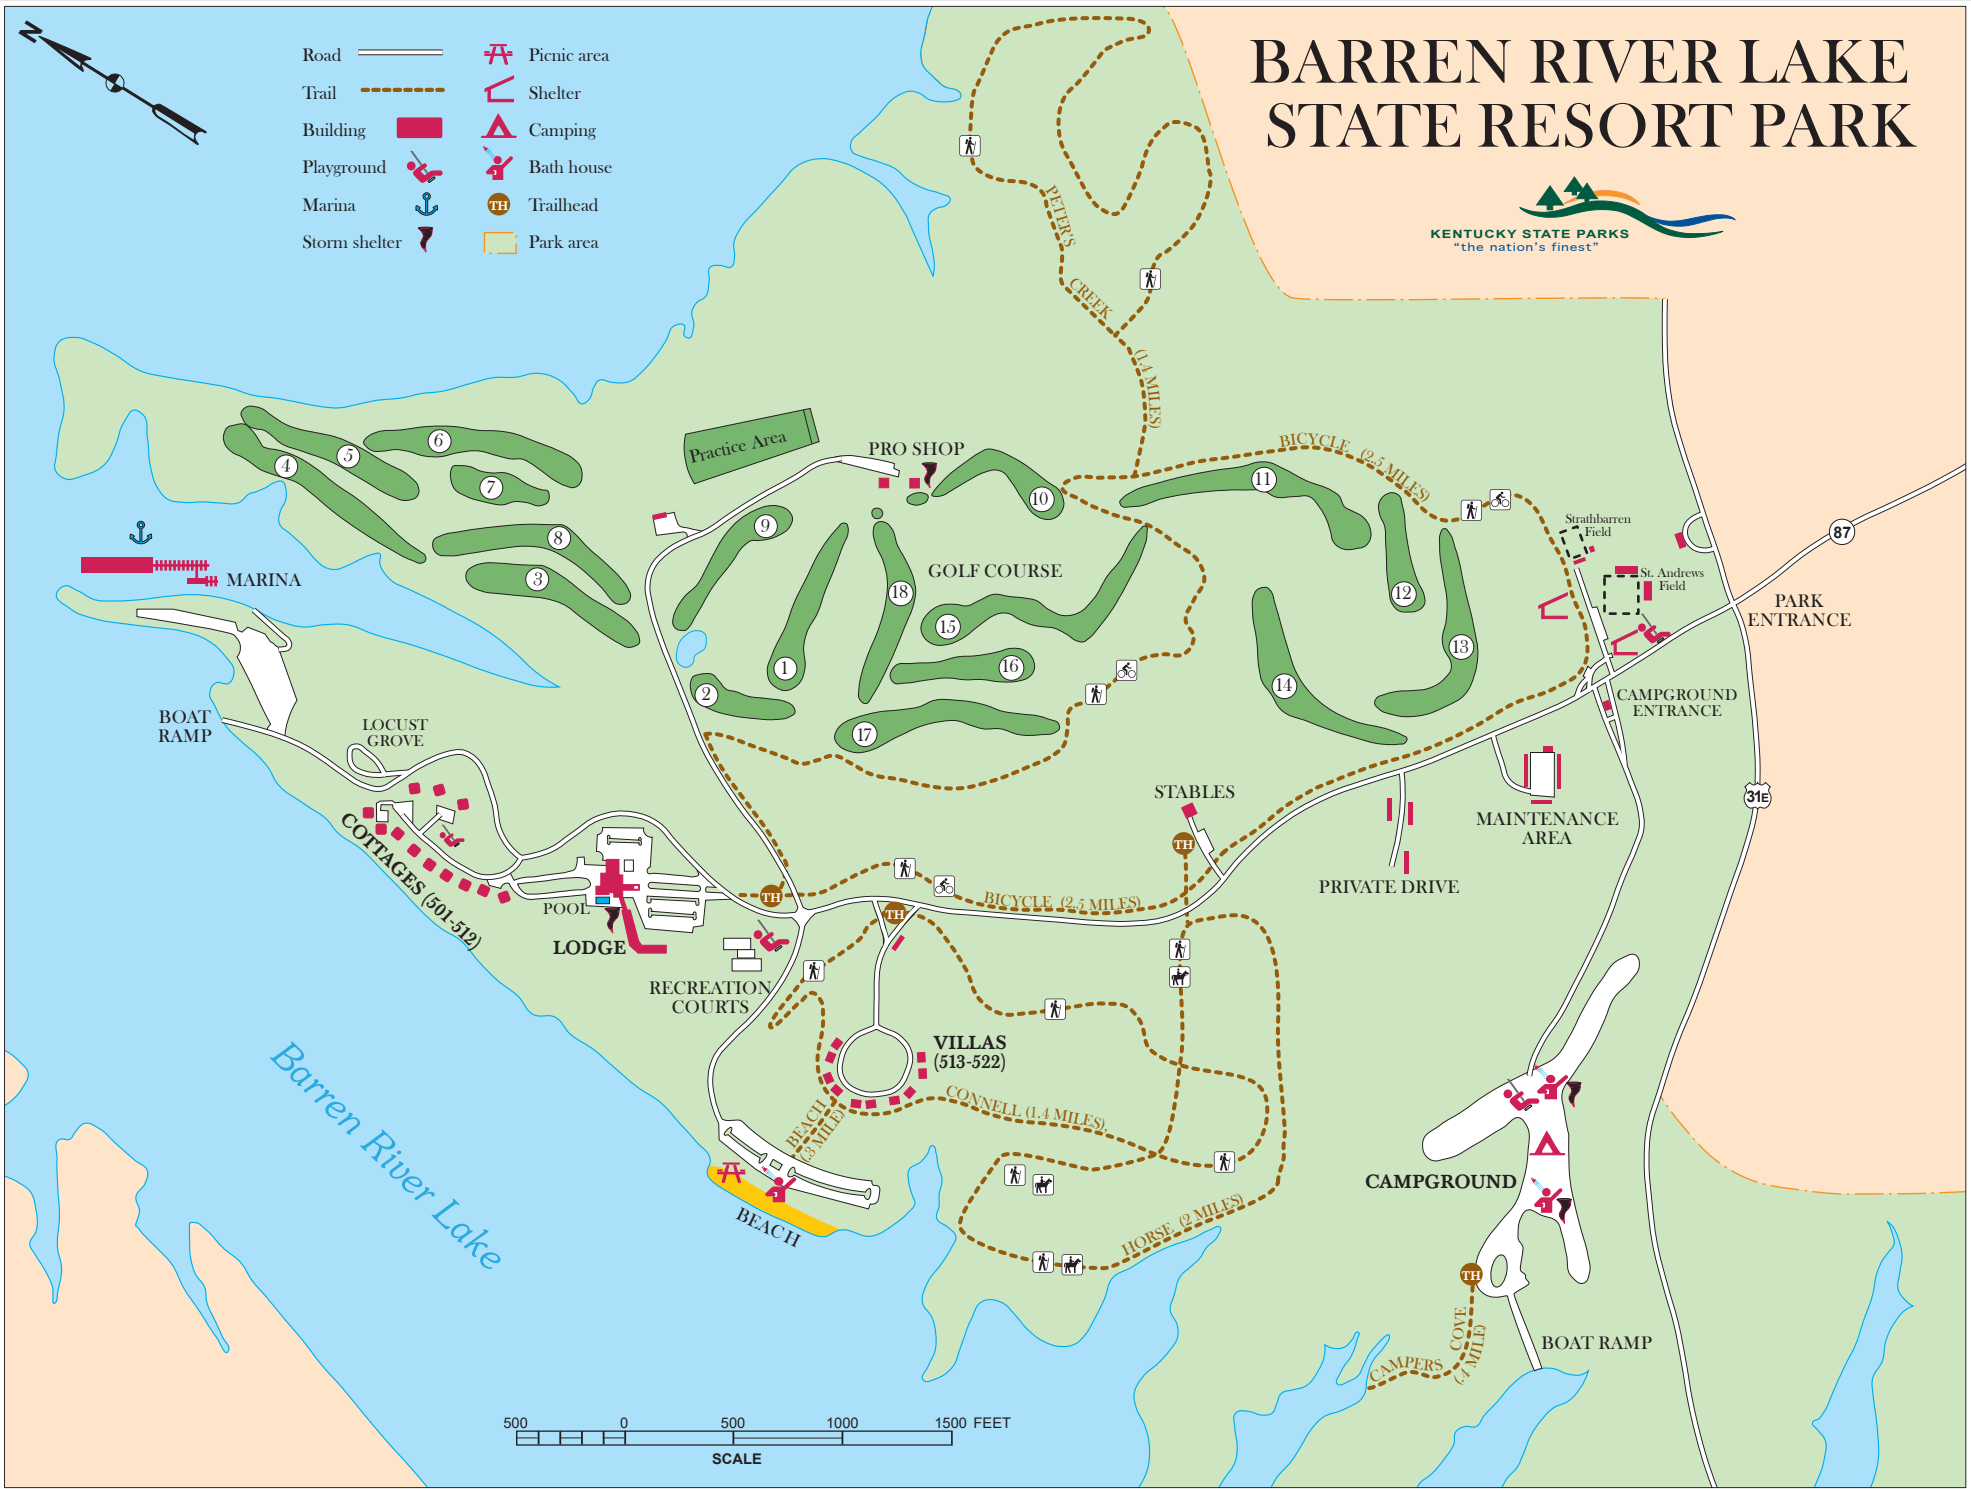 BARREN RIVER LAKE
STATE RESORT PARK
KENTUCKY STATE PARKS
"the nation's finest"
N
Road
Trail
Building
Playground
Marina
Storm shelter
Picnic area
Shelter
Camping
Bath house
TH
Trailhead
Park area
PETER'S
CREEK
(1.4 MILES)
6
5
4
7
8
3
Practice Area
PRO SHOP
10
9
18
1
2
GOLF COURSE
15
16
17
BICYCLE (2.5 MILES)
11
12
13
14
Strathbarren
Field
St. Andrews
Field
87
PARK
ENTRANCE
CAMPGROUND
ENTRANCE
31E
MARINA
BOAT
RAMP
LOCUST
GROVE
COTTAGES (501-512)
POOL
LODGE
TH
RECREATION
COURTS
TH
BICYCLE (2.5 MILES)
STABLES
TH
PRIVATE DRIVE
MAINTENANCE
AREA
VILLAS
(513-522)
CONNELL (1.4 MILES)
BEACH
(.3 MILE)
BEACH
HORSE (2 MILES)
CAMPGROUND
TH
CAMPERS COVE
(.4 MILE)
BOAT RAMP
Barren River Lake
500 0 500 1000 1500 FEET
SCALE